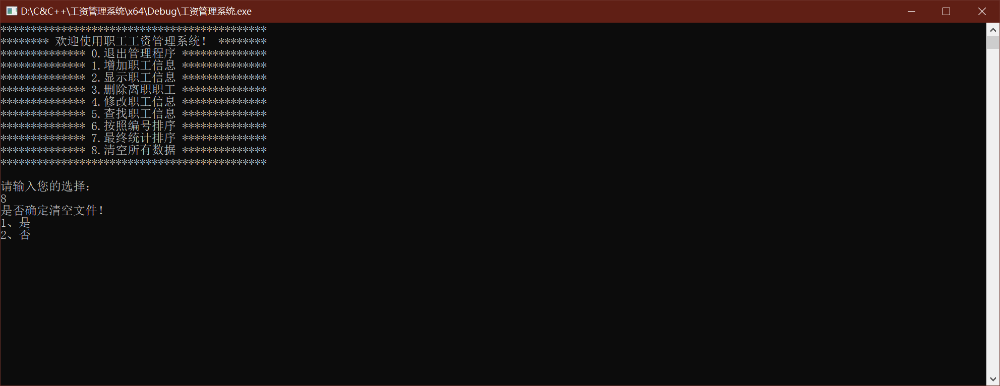 D:\C&C++\工资管理系统\x64\Debug\工资管理系统.exe
********************************************
******** 欢迎使用职工工资管理系统！ ********
************** 0.退出管理程序 **************
************** 1.增加职工信息 **************
************** 2.显示职工信息 **************
************** 3.删除离职职工 **************
************** 4.修改职工信息 **************
************** 5.查找职工信息 **************
************** 6.按照编号排序 **************
************** 7.最终统计排序 **************
************** 8.清空所有数据 **************
********************************************
请输入您的选择：
8
是否确定清空文件！
1、是
2、否